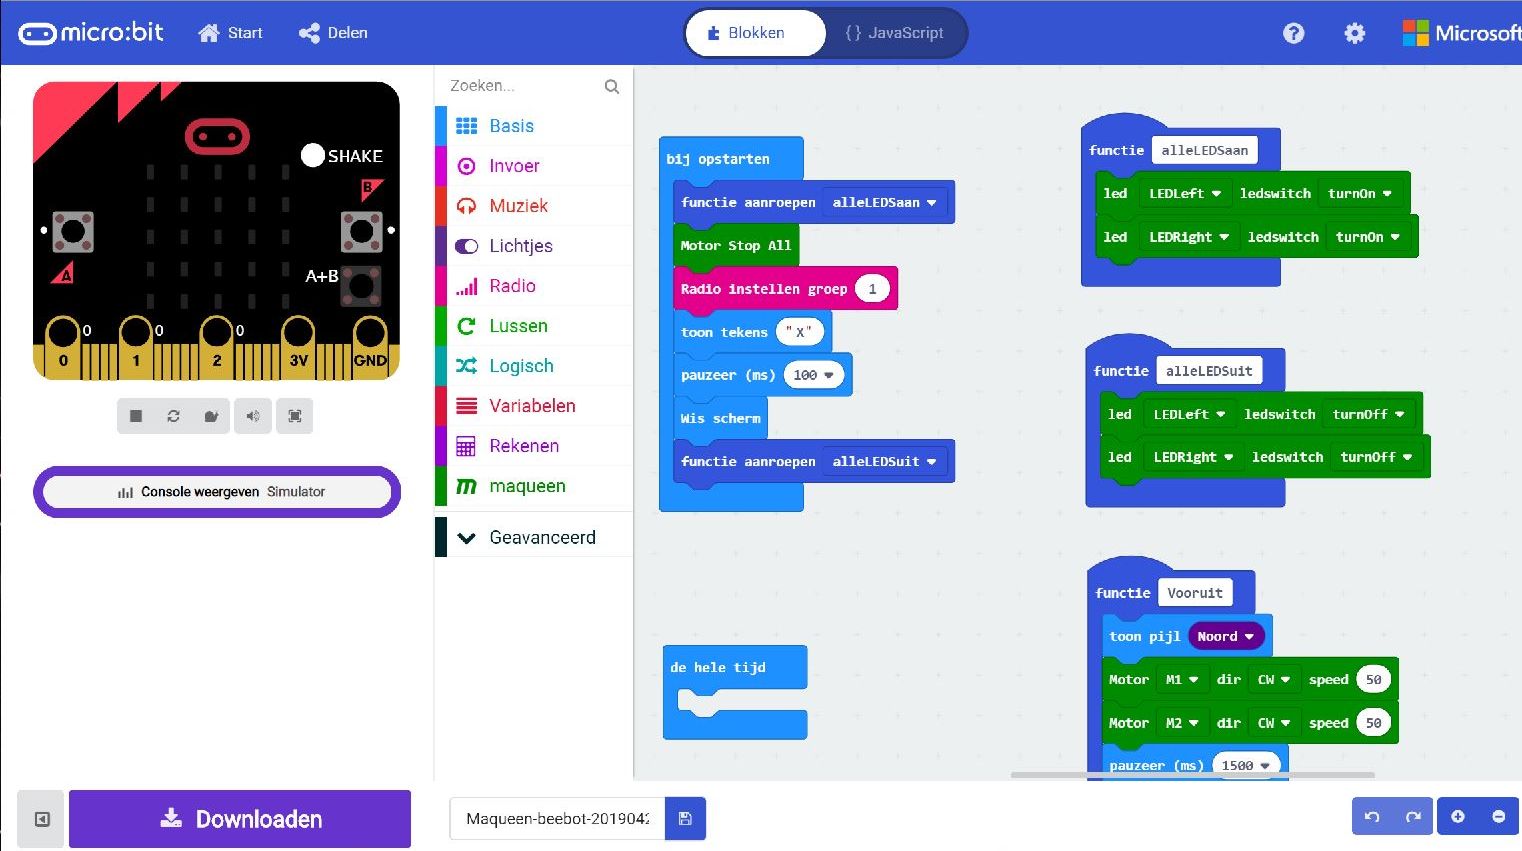 micro:bit
Start
Delen
Blokken
{ } JavaScript
Microsoft
SHAKE
B
A
A+B
0
0
0
0
1
2
3V
GND
Console weergeven Simulator
Downloaden
Zoeken...
Basis
Invoer
Muziek
Lichtjes
Radio
Lussen
Logisch
Variabelen
Rekenen
maqueen
Geavanceerd
bij opstarten
functie aanroepen alleLEDSaan
Motor Stop All
Radio instellen groep 1
toon tekens "X"
pauzeer (ms) 100
Wis scherm
functie aanroepen alleLEDSuit
de hele tijd
functie alleLEDSaan
led LEDLeft ledswitch turnOn
led LEDRight ledswitch turnOn
functie alleLEDSuit
led LEDLeft ledswitch turnOff
led LEDRight ledswitch turnOff
functie Vooruit
toon pijl Noord
Motor M1 dir CW speed 50
Motor M2 dir CW speed 50
pauzeer (ms) 1500
Maqueen-beebot-201904